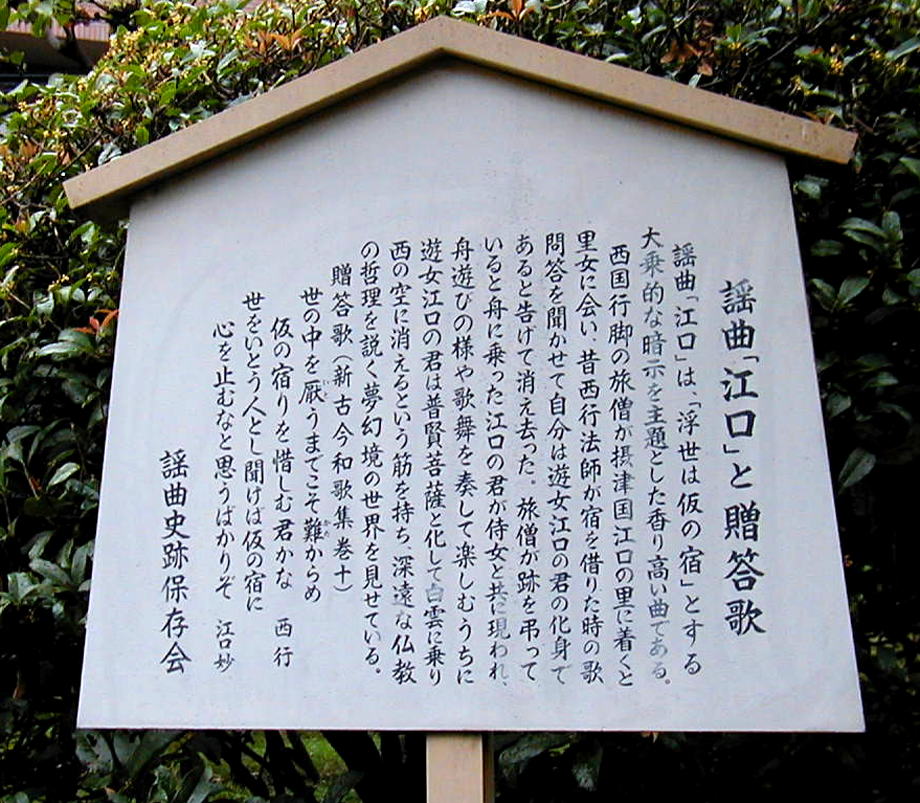 謡曲「江口」と贈答歌
謡曲「江口」は、「浮世は仮の宿」とする
大乗的な暗示を主題とした香り高い曲である。
西国行脚の旅僧が摂津国江口の里に着くと
里女に会い、昔西行法師が宿を借りた時の歌
問答を聞かせて自分は遊女江口の君の化身で
あると告げて消え去った。旅僧が跡を弔って
いると舟に乗った江口の君が侍女と共に現われ、
舟遊びの様や歌舞を奏して楽しむうちに
遊女江口の君は普賢菩薩と化して白雲に乗り
西の空に消えるという筋を持ち、深遠な仏教
の哲理を説く夢幻境の世界を見せている。
贈答歌（新古今和歌集巻十）
世の中を厭うまでこそ難からめ
仮の宿りを惜しむ君かな 西行
世をいとう人とし聞けば仮の宿に
心を止むなと思うばかりぞ 江口妙
謡曲史跡保存会